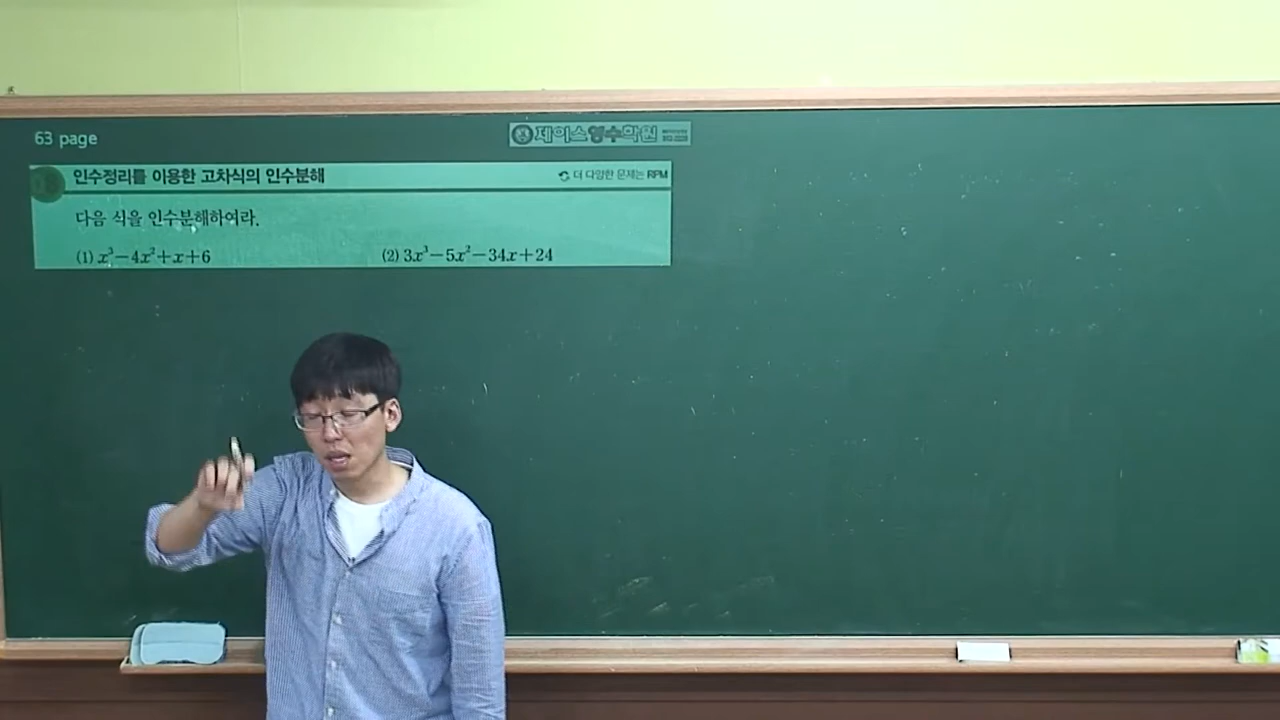 63 page
제이스영수학원
인수정리를 이용한 고차식의 인수분해
더 다양한 문제는 RPM
다음 식을 인수분해하여라.
(1) x³-4x²+x+6
(2) 3x³-5x²-34x+24